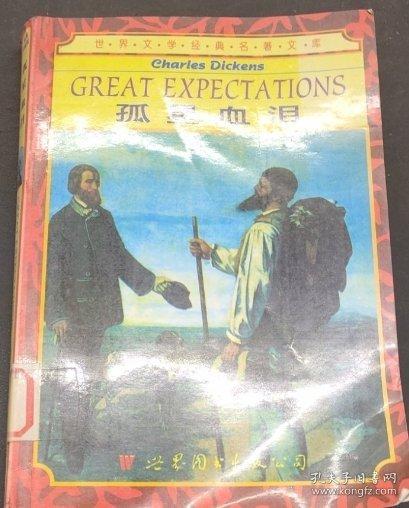 世·界·文·学·经·典·名·著·文·库
Charles Dickens
GREAT EXPECTATIONS
孤星血泪
W 世界图书出版公司
孔夫子旧书网
kongfz.com